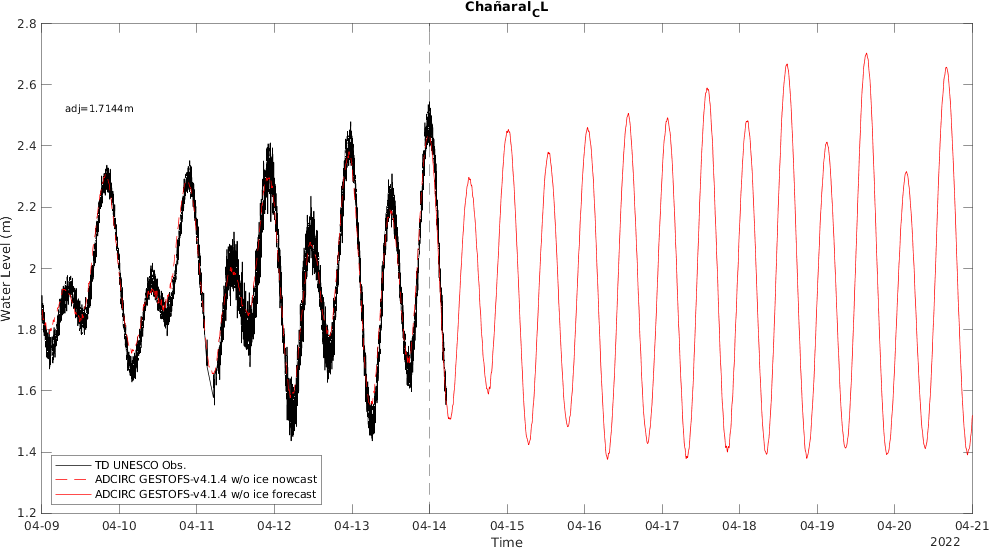 Chañaral_CL
2.8
2.6
2.4
2.2
2
1.8
1.6
1.4
1.2
Water Level (m)
adj=1.7144m
TD UNESCO Obs.
ADCIRC GESTOFS-v4.1.4 w/o ice nowcast
ADCIRC GESTOFS-v4.1.4 w/o ice forecast
04-09 04-10 04-11 04-12 04-13 04-14 04-15 04-16 04-17 04-18 04-19 04-20 04-21
Time
2022